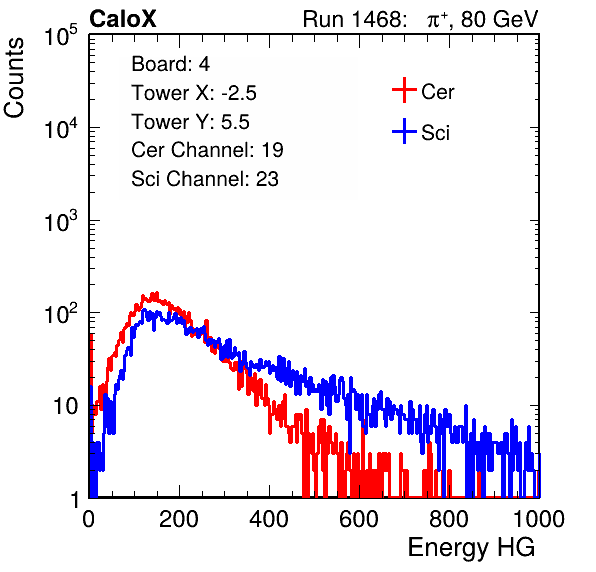 CaloX Run 1468: π⁺, 80 GeV
Counts
Board: 4
Tower X: -2.5
Tower Y: 5.5
Cer Channel: 19
Sci Channel: 23
Cer
Sci
10⁵
10⁴
10³
10²
10
1
0 200 400 600 800 1000
Energy HG